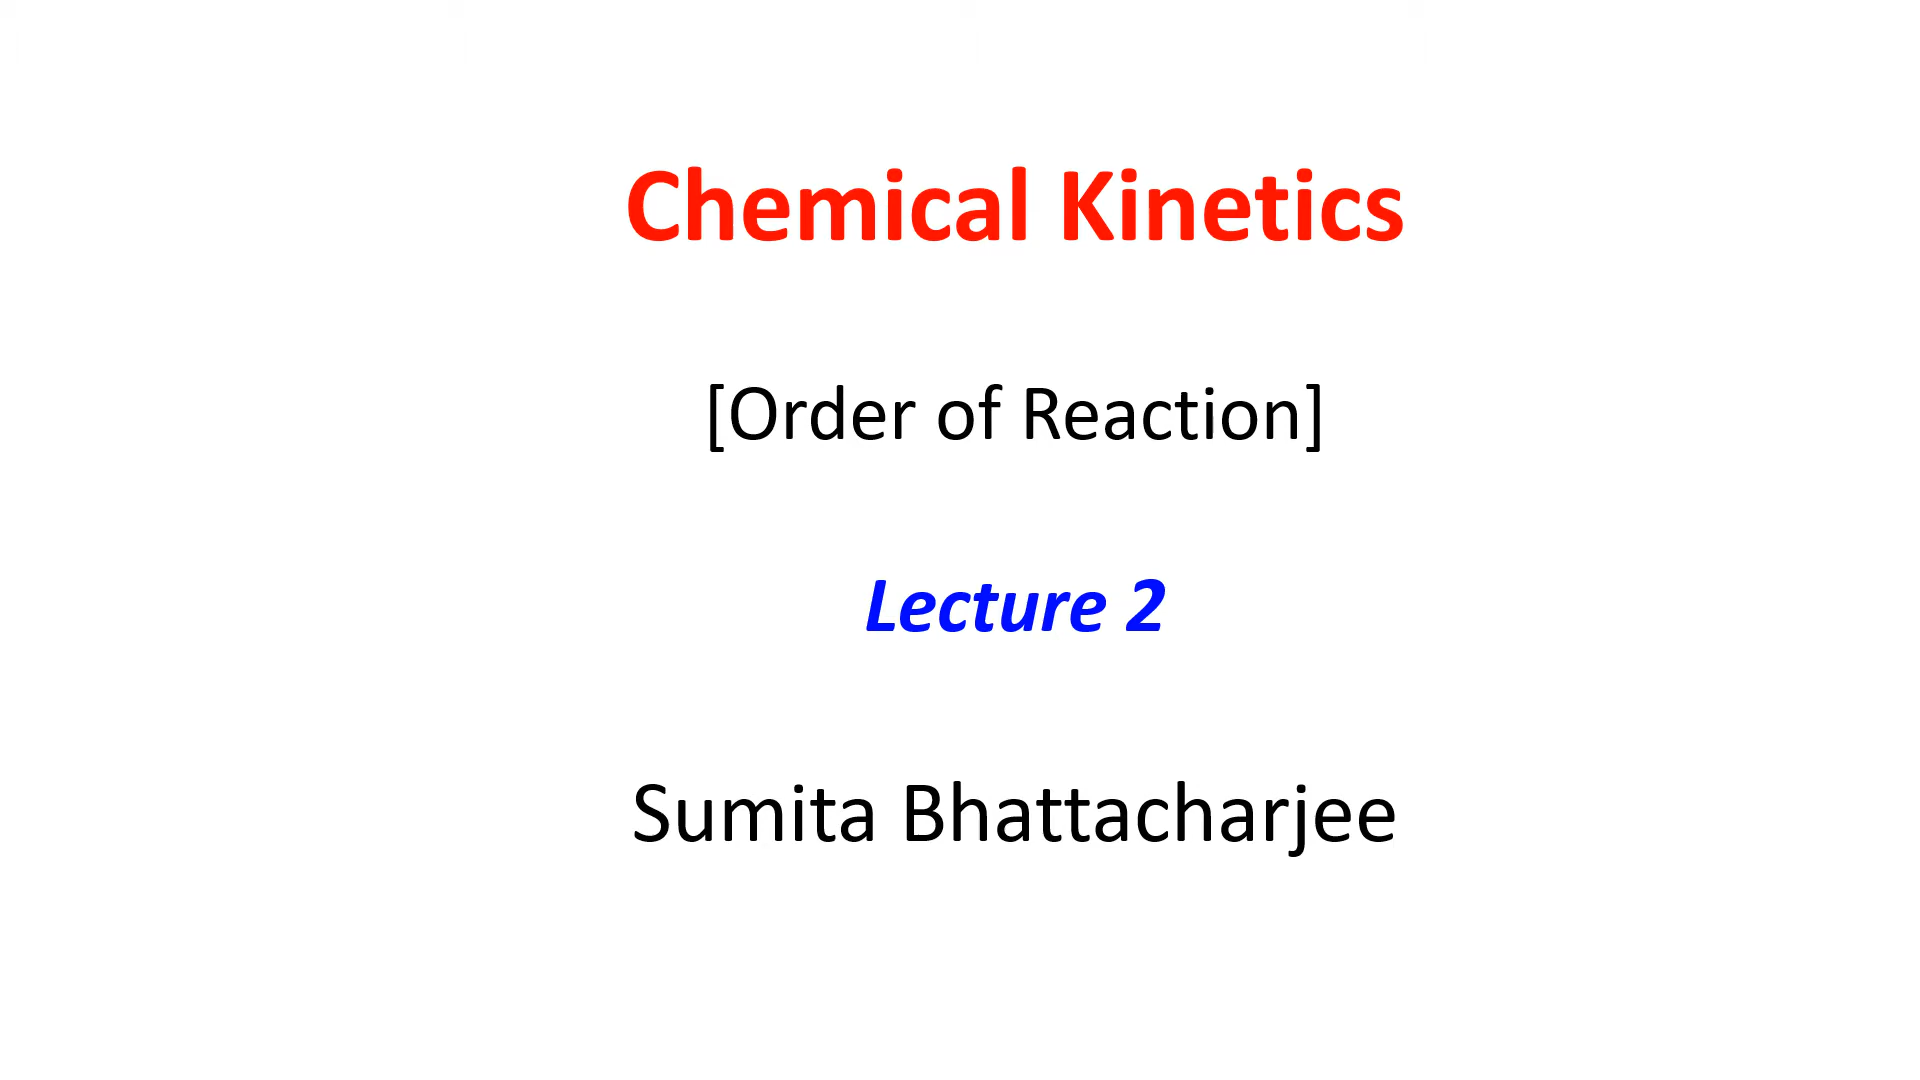 Chemical Kinetics
[Order of Reaction]
Lecture 2
Sumita Bhattacharjee